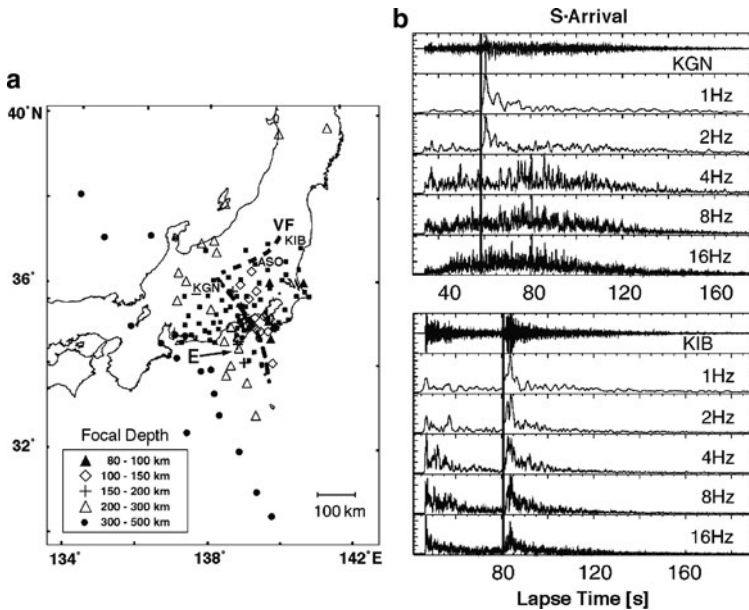 a
40˚N
36˚
32˚
134˚
138˚
142˚E
VF
KIB
ASO
KGN
E
Focal Depth
80 - 100 km
100 - 150 km
150 - 200 km
200 - 300 km
300 - 500 km
100 km
b
S-Arrival
KGN
1Hz
2Hz
4Hz
8Hz
16Hz
40
80
120
160
KIB
1Hz
2Hz
4Hz
8Hz
16Hz
80
120
160
Lapse Time [s]